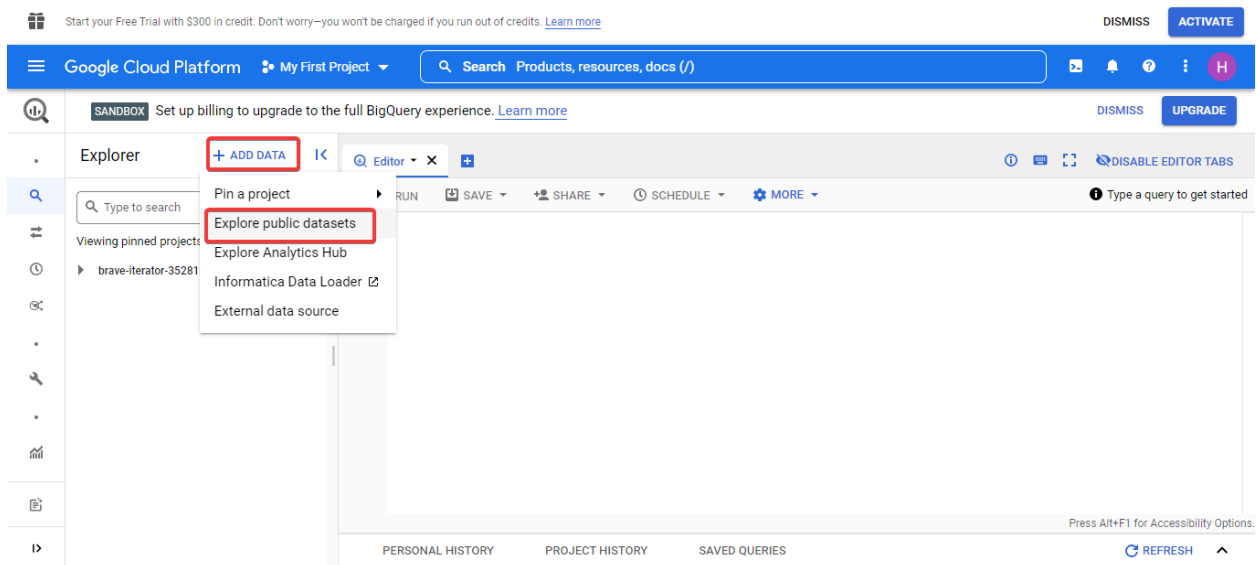 Start your Free Trial with $300 in credit. Don't worry—you won't be charged if you run out of credits. Learn more
DISMISS
ACTIVATE
Google Cloud Platform
My First Project
Search Products, resources, docs (/)
H
SANDBOX Set up billing to upgrade to the full BigQuery experience. Learn more
DISMISS
UPGRADE
Explorer
+ ADD DATA
Editor
DISABLE EDITOR TABS
Type to search
Viewing pinned projects
brave-iterator-35281
Pin a project
Explore public datasets
Explore Analytics Hub
Informatica Data Loader
External data source
RUN
SAVE
SHARE
SCHEDULE
MORE
Type a query to get started
Press Alt+F1 for Accessibility Options.
PERSONAL HISTORY
PROJECT HISTORY
SAVED QUERIES
REFRESH